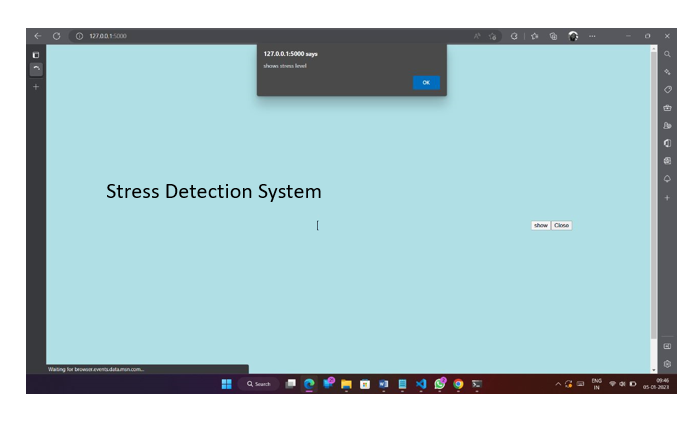 127.0.0.1:5000
127.0.0.1:5000 says
shows stress level
OK
Stress Detection System
show Close
Waiting for browser.events.data.msn.com...
Search
ENG
IN
09:46
05-01-2023